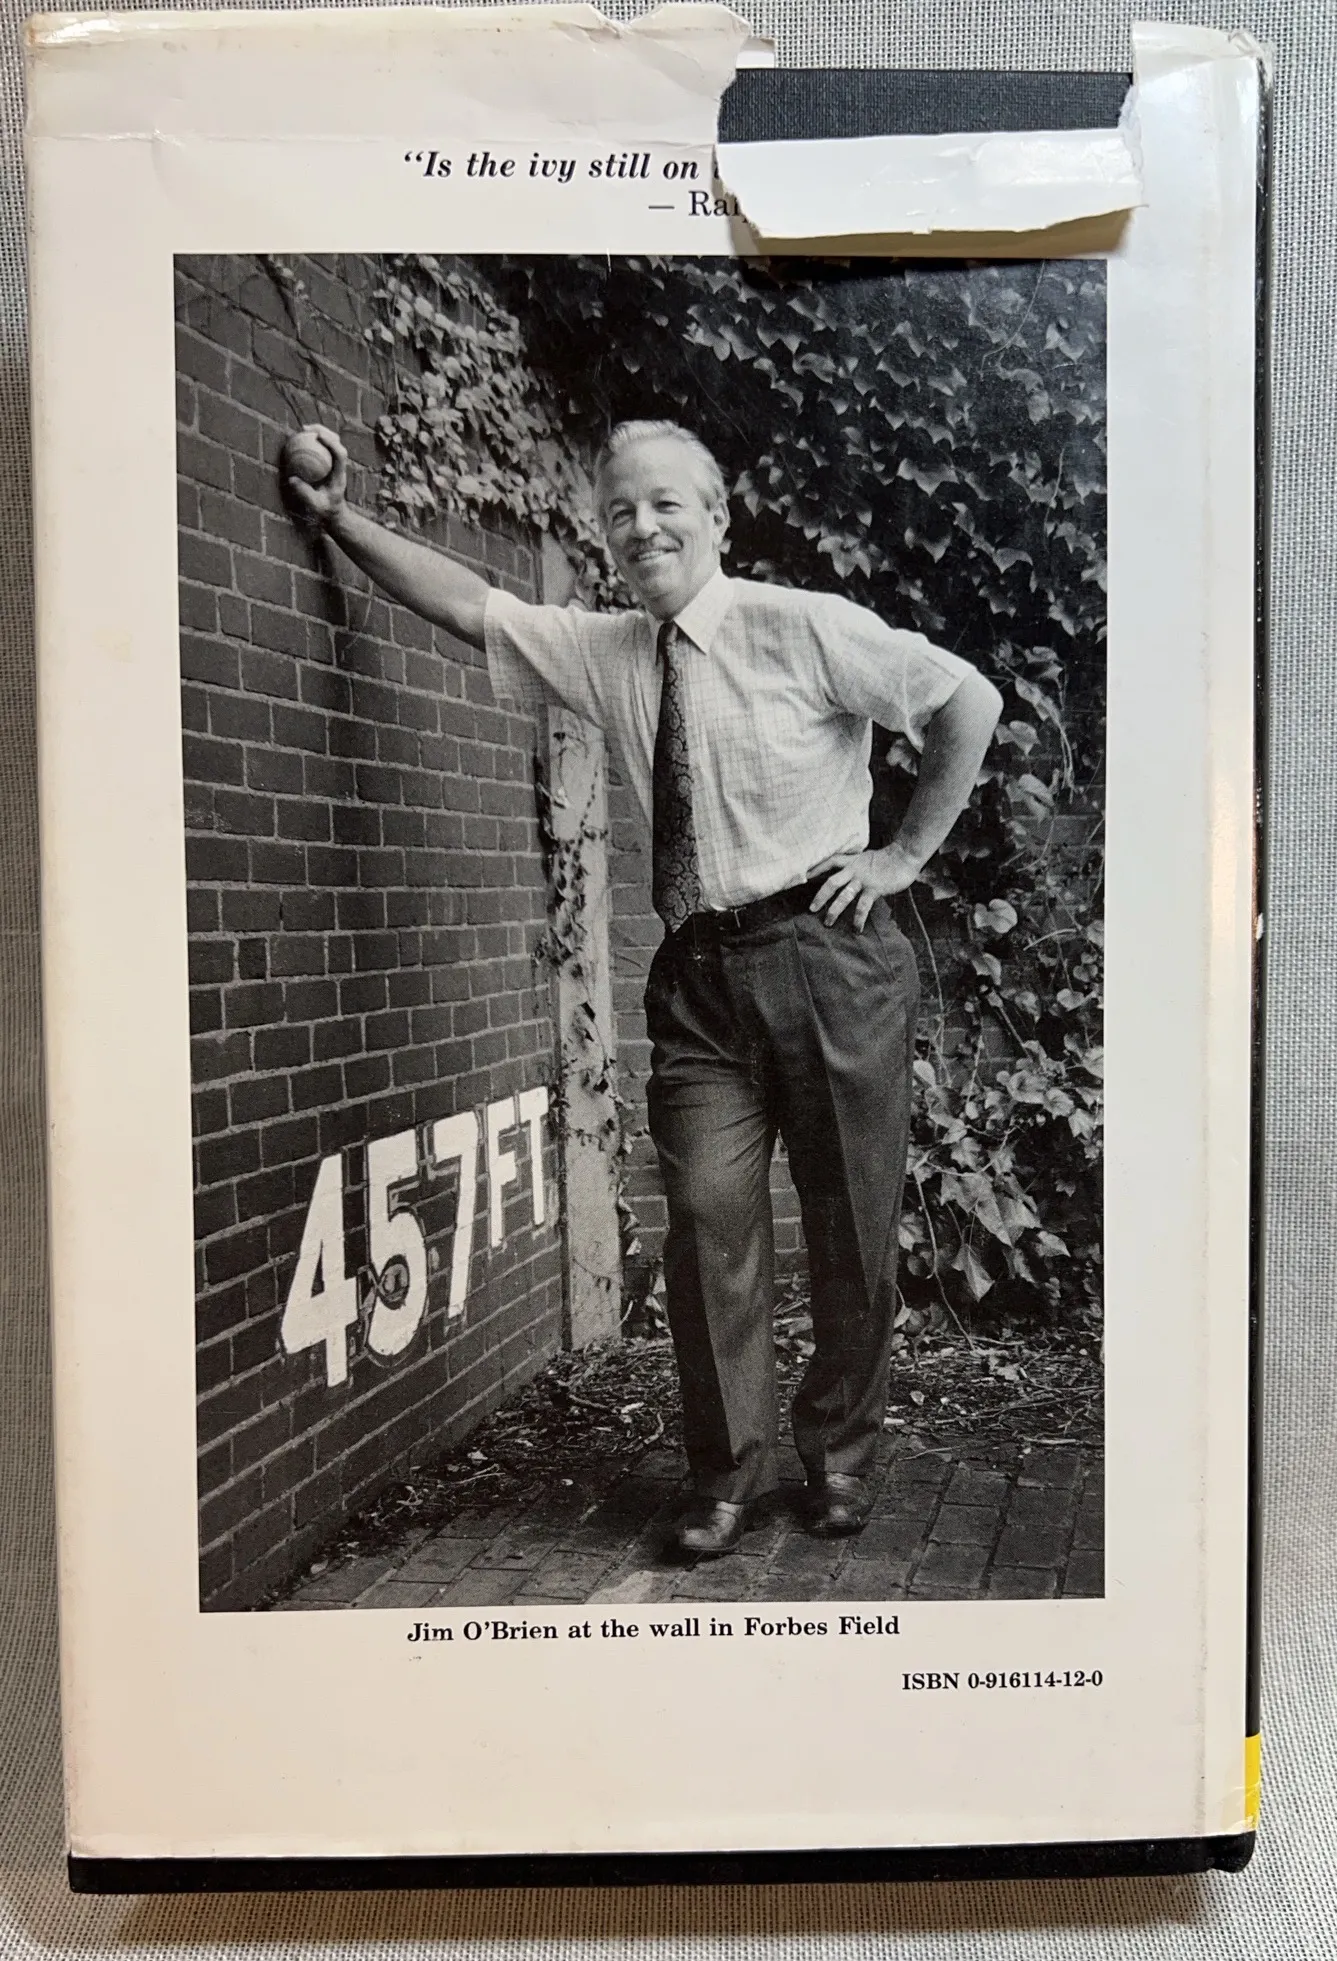 “Is the ivy still on
—
457FT
Jim O’Brien at the wall in Forbes Field
ISBN 0-916114-12-0